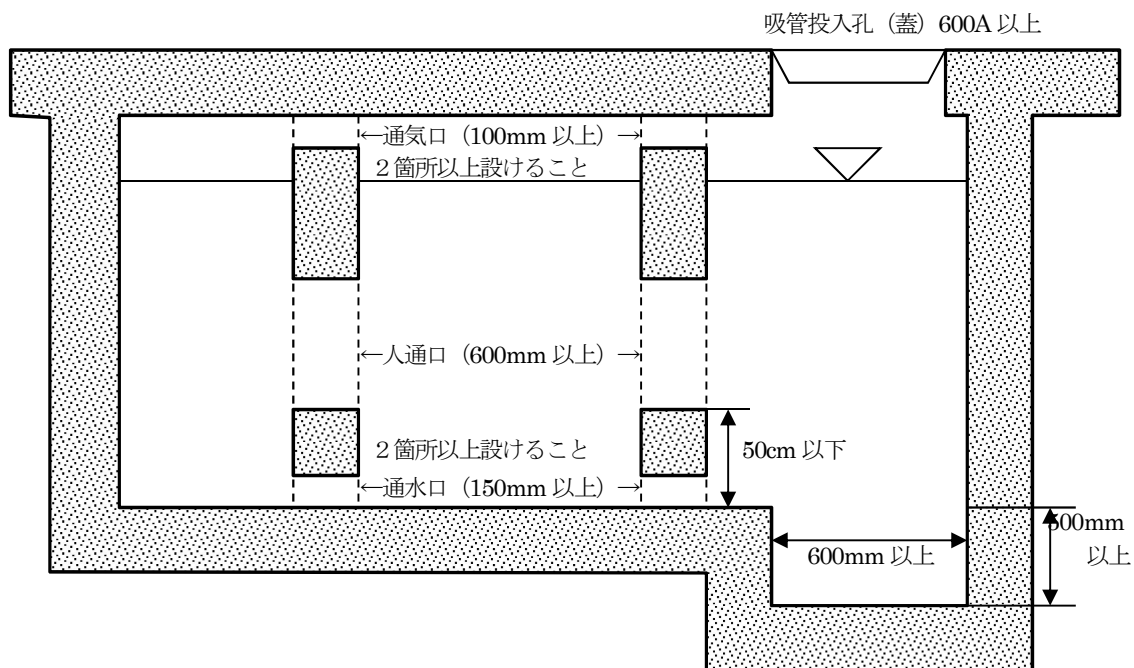 吸管投入孔（蓋）600A 以上
←通気口（100mm 以上）→
２箇所以上設けること
←人通口（600mm 以上）→
２箇所以上設けること
50cm 以下
←通水口（150mm 以上）→
600mm 以上
500mm
以上